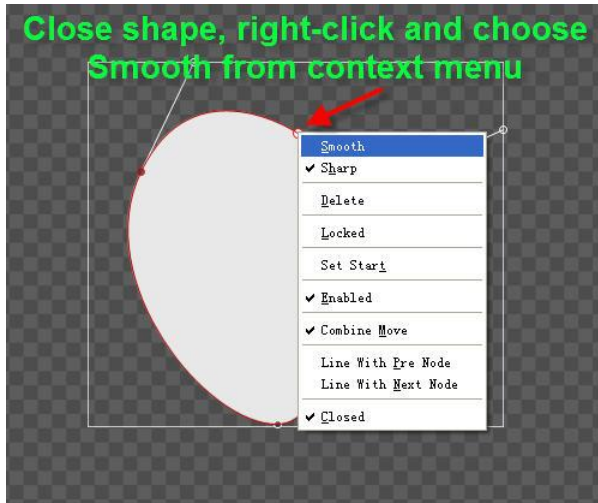 Close shape, right-click and choose
Smooth from context menu
Smooth
Sharp
Delete
Locked
Set Start
Enabled
Combine Move
Line With Pre Node
Line With Next Node
Closed